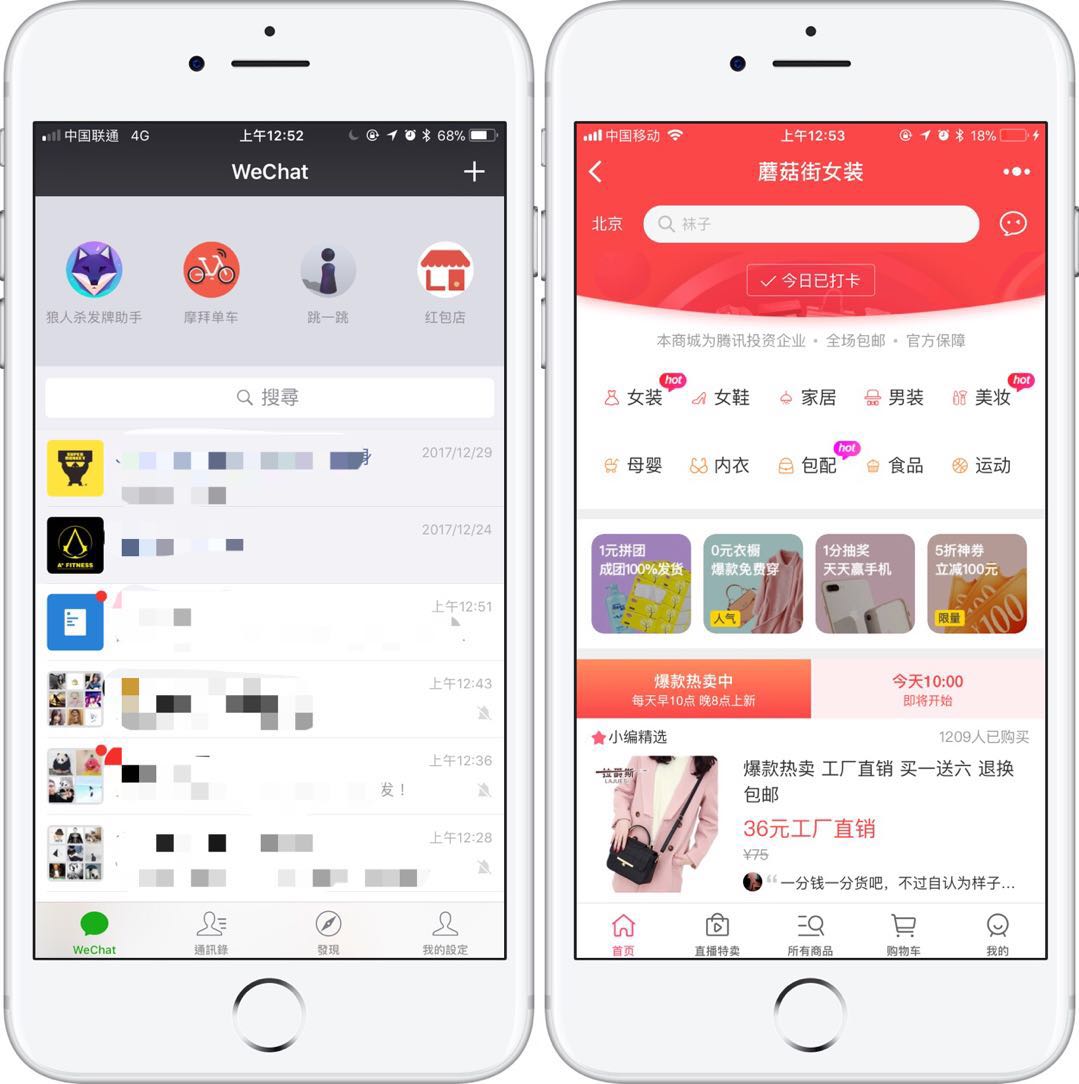 中国联通 4G 上午12:52 68%
WeChat
狼人杀发牌助手 摩拜单车 跳一跳 红包店
搜尋
2017/12/29
2017/12/24
A⁺ FITNESS
上午12:51
上午12:43
上午12:36
发！
上午12:28
WeChat 通訊錄 發現 我的設定
中国移动 上午12:53 18%
蘑菇街女装
北京 袜子
今日已打卡
本商城为腾讯投资企业 • 全场包邮 • 官方保障
女装 hot 女鞋 家居 男装 美妆 hot
母婴 内衣 包配 hot 食品 运动
1元拼团 0元衣橱 1分抽奖 5折神券
成团100%发货 爆款免费穿 天天赢手机 立减100元
人气 限量
100
爆款热卖中 今天10:00
每天早10点 晚8点上新 即将开始
小编精选 1209人已购买
拉爵斯
爆款热卖 工厂直销 买一送六 退换
包邮
36元工厂直销
¥75
一分钱一分货吧，不过自认为样子...
首页 直播特卖 所有商品 购物车 我的